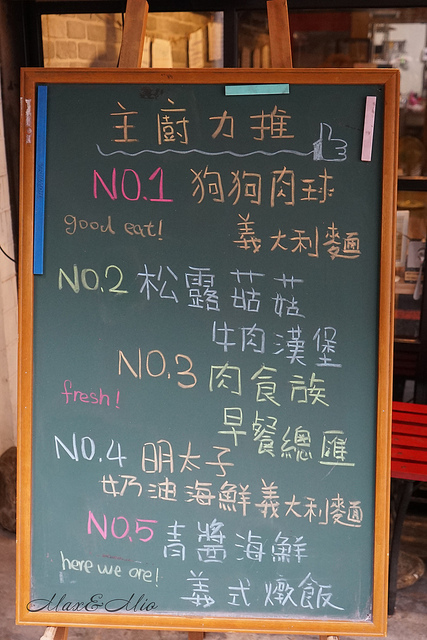 主廚力推
NO.1 狗狗肉球
good eat! 義大利麵
NO.2 松露菇菇
牛肉漢堡
NO.3 肉食族
fresh!
早餐總匯
NO.4 明太子
奶油海鮮義大利麵
NO.5 青醬海鮮
here we are! 義式燉飯
Max & Mio